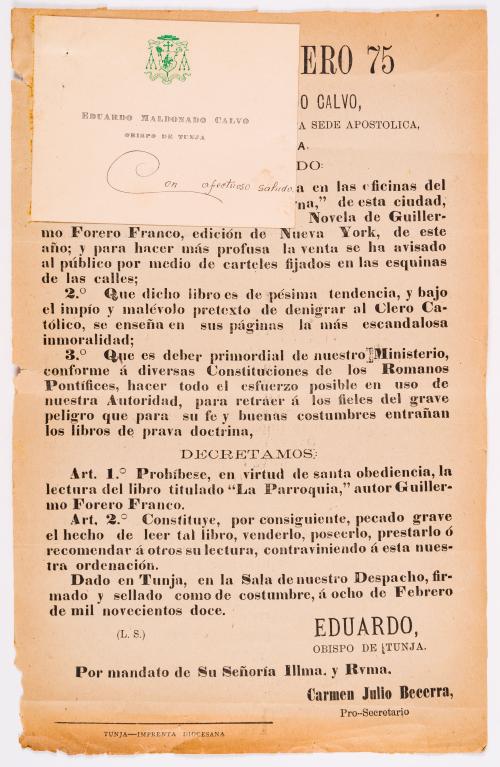 ERO 75
EDUARDO MALDONADO CALVO
OBISPO DE TUNJA
Con afectuoso saludo
O CALVO,
A SEDE APOSTOLICA,
A.
DO:
a en las oficinas del
na," de esta ciudad,
Novela de Guiller-
mo Forero Franco, edición de Nueva York, de este
año; y para hacer más profusa la venta se ha avisado
al público por medio de carteles fijados en las esquinas
de las calles;
2.º Que dicho libro es de pésima tendencia, y bajo
el impío y malévolo pretexto de denigrar al Clero Ca-
tólico, se enseña en sus páginas la más escandalosa
inmoralidad;
3.º Que es deber primordial de nuestro Ministerio,
conforme á diversas Constituciones de los Romanos
Pontífices, hacer todo el esfuerzo posible en uso de
nuestra Autoridad, para retraér á los fieles del grave
peligro que para su fe y buenas costumbres entrañan
los libros de prava doctrina,
DECRETAMOS:
Art. 1.º Prohíbese, en virtud de santa obediencia, la
lectura del libro titulado "La Parroquia," autor Guiller-
mo Forero Franco.
Art. 2.º Constituye, por consiguiente, pecado grave
el hecho de leer tal libro, venderlo, poseerlo, prestarlo ó
recomendar á otros su lectura, contraviniendo á esta nues-
tra ordenación.
Dado en Tunja, en la Sala de nuestro Despacho, fir-
mado y sellado como de costumbre, á ocho de Febrero
de mil novecientos doce.
(L. S.)
EDUARDO,
OBISPO DE TUNJA.
Por mandato de Su Señoría Illma. y Rvma.
Carmen Julio Becerra,
Pro-Secretario
TUNJA—IMPRENTA DIOCESANA